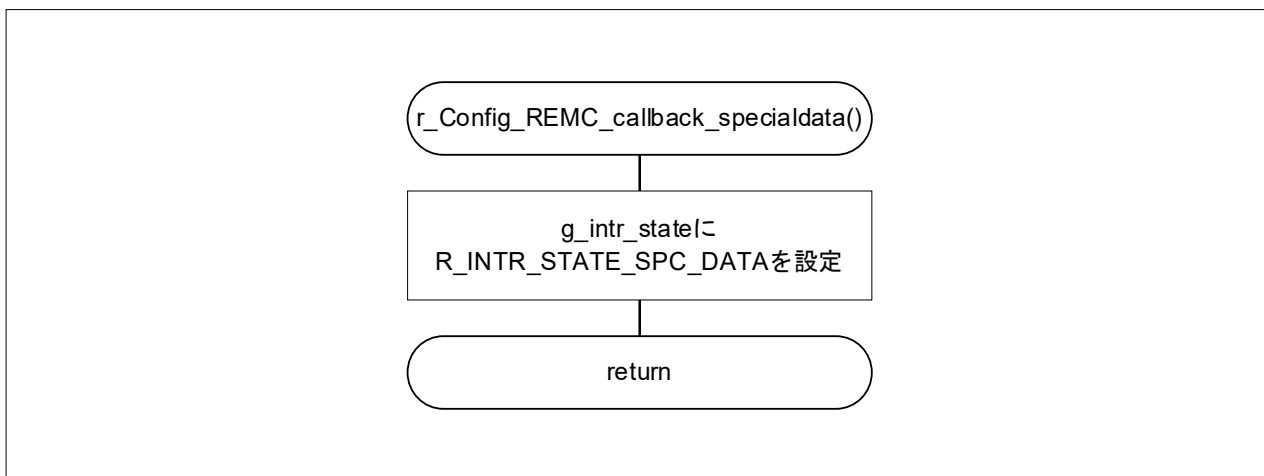 r_Config_REMC_callback_specialdata()
g_intr_stateに
R_INTR_STATE_SPC_DATAを設定
return